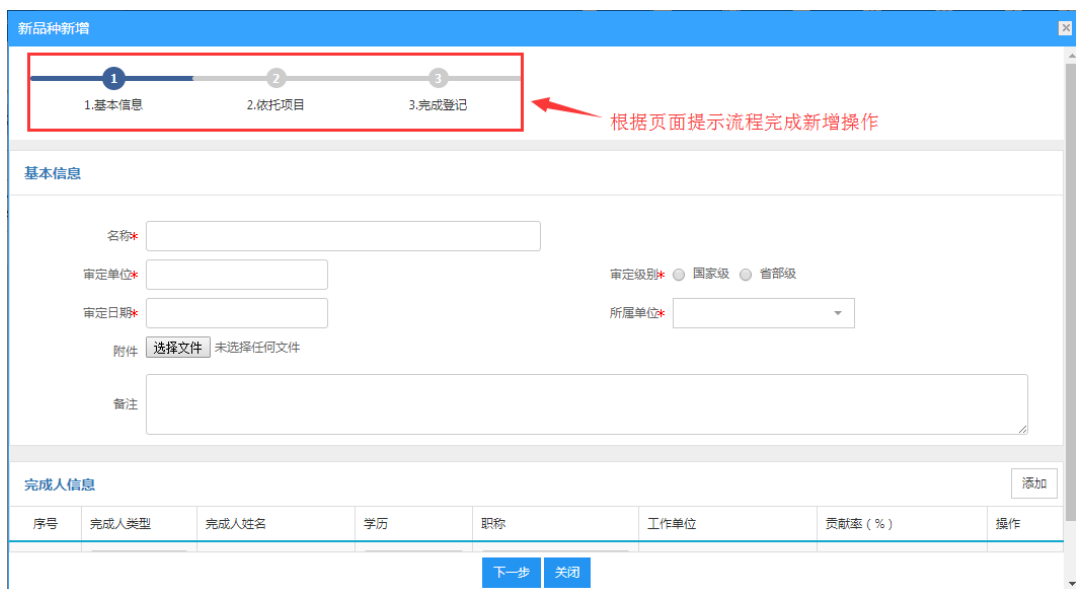 新品种新增
1 2 3
1.基本信息 2.依托项目 3.完成登记
根据页面提示流程完成新增操作
基本信息
名称*
审定单位* 审定级别* 国家级 省部级
审定日期* 所属单位*
附件 选择文件 未选择任何文件
备注
完成人信息 添加
序号 完成人类型 完成人姓名 学历 职称 工作单位 贡献率（%） 操作
下一步 关闭